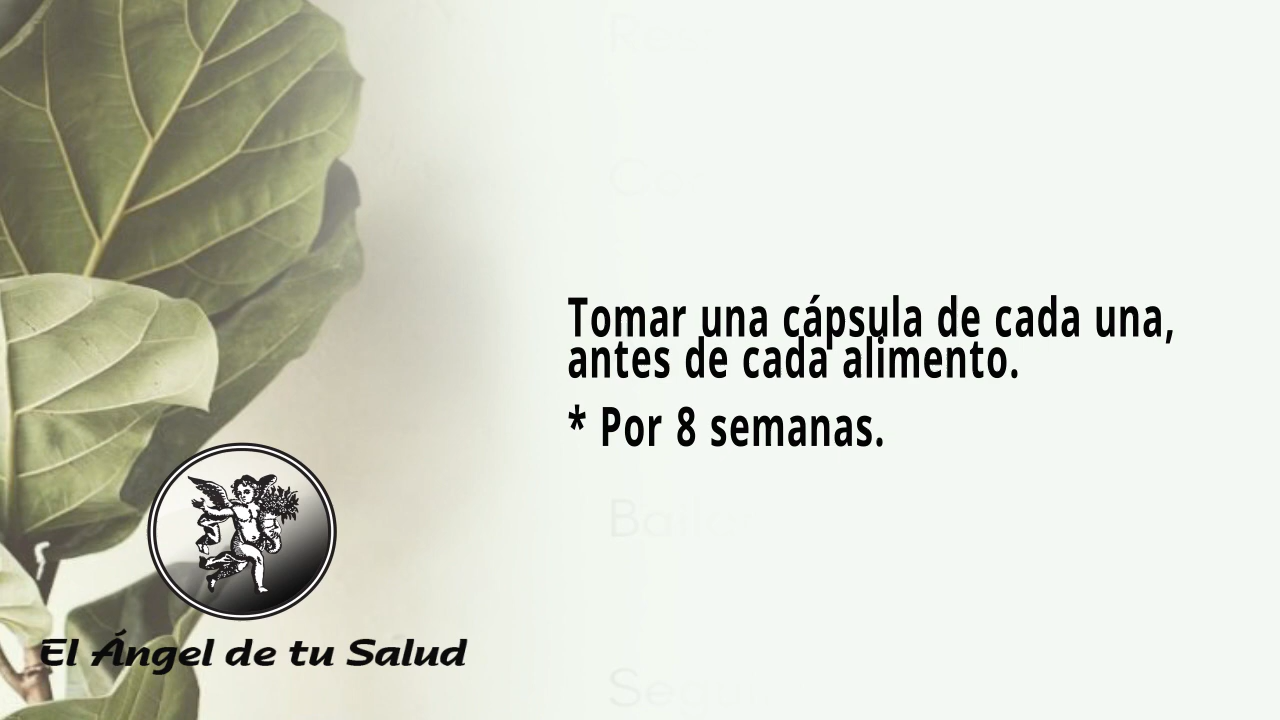 Tomar una cápsula de cada una,
antes de cada alimento.
* Por 8 semanas.
El Ángel de tu Salud